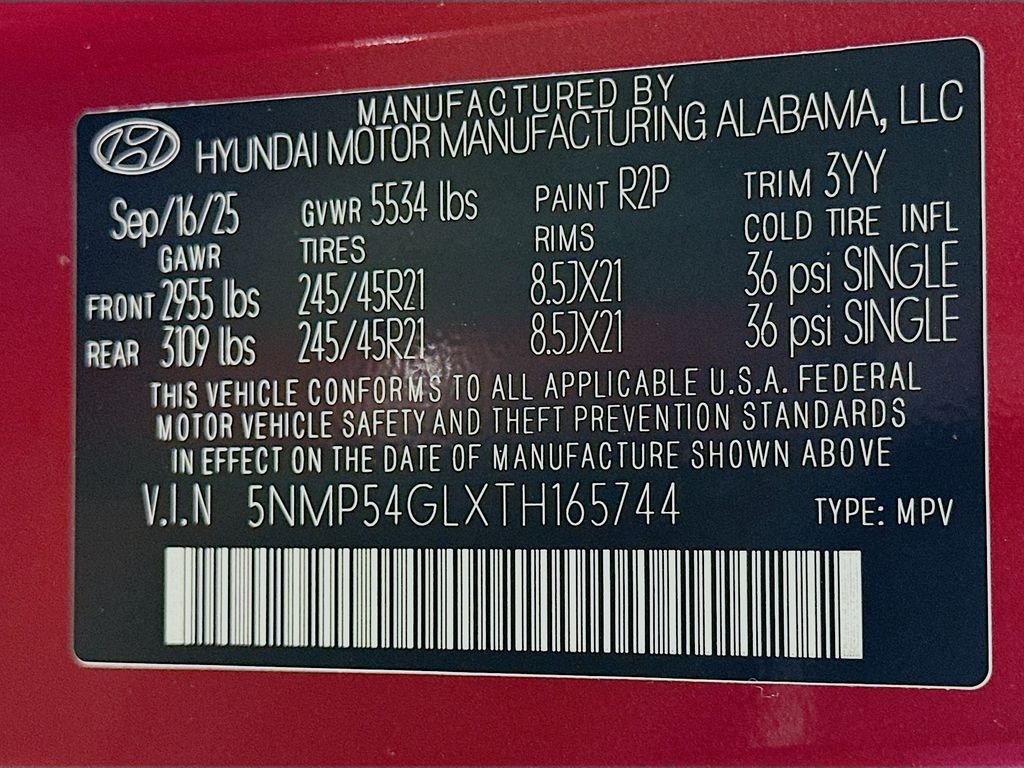 MANUFACTURED BY
HYUNDAI MOTOR MANUFACTURING ALABAMA, LLC
Sep/16/25 GVWR 5534 lbs PAINT R2P TRIM 3YY
GAWR TIRES RIMS COLD TIRE INFL
FRONT 2955 lbs 245/45R21 8.5JX21 36 psi SINGLE
REAR 3109 lbs 245/45R21 8.5JX21 36 psi SINGLE
THIS VEHICLE CONFORMS TO ALL APPLICABLE U.S.A. FEDERAL
MOTOR VEHICLE SAFETY AND THEFT PREVENTION STANDARDS
IN EFFECT ON THE DATE OF MANUFACTURE SHOWN ABOVE
V.I.N 5NMP54GLXTH165744 TYPE: MPV